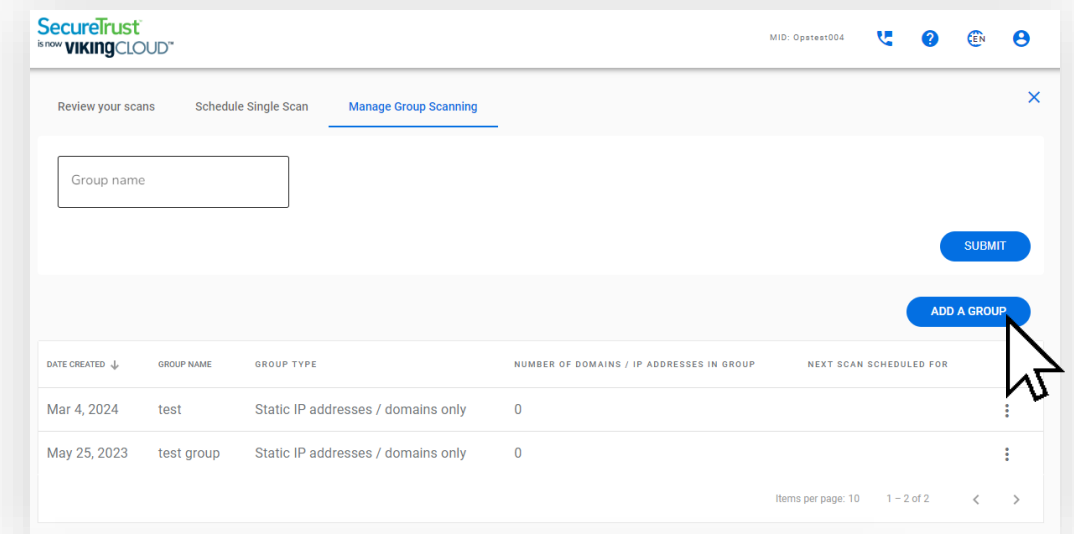 SecureTrust
is now VIKINGCLOUD™
MID: Opstest004
EN
Review your scans
Schedule Single Scan
Manage Group Scanning
Group name
SUBMIT
ADD A GROUP
DATE CREATED GROUP NAME GROUP TYPE NUMBER OF DOMAINS / IP ADDRESSES IN GROUP NEXT SCAN SCHEDULED FOR
Mar 4, 2024 test Static IP addresses / domains only 0
May 25, 2023 test group Static IP addresses / domains only 0
Items per page: 10 1 – 2 of 2